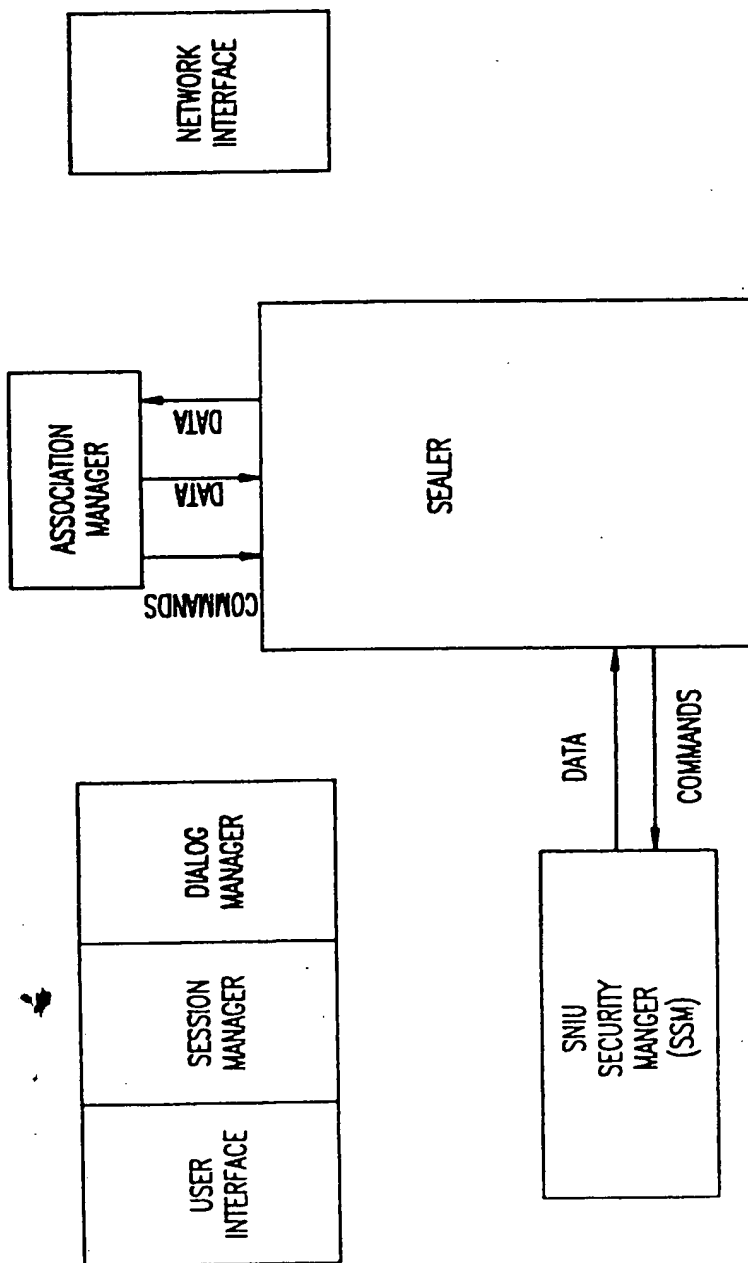 USER
INTERFACE
SESSION
MANAGER
DIALOG
MANAGER
ASSOCIATION
MANAGER
NETWORK
INTERFACE
COMMANDS
DATA
DATA
SEALER
DATA
COMMANDS
SNIU
SECURITY
MANGER
(SSM)